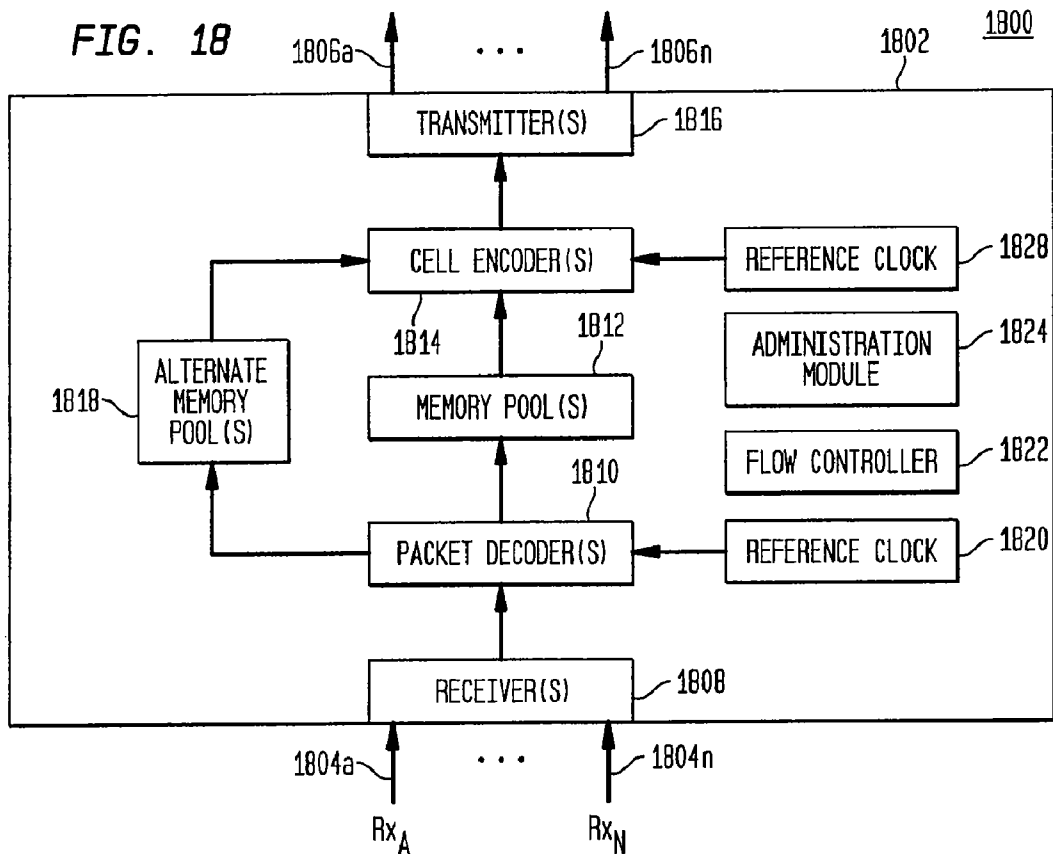 FIG. 18
1800
1806a
...
1806n
1802
TRANSMITTER(S)
1816
CELL ENCODER(S)
1814
REFERENCE CLOCK
1828
ALTERNATE
MEMORY
POOL(S)
1818
MEMORY POOL(S)
1812
ADMINISTRATION
MODULE
1824
FLOW CONTROLLER
1822
PACKET DECODER(S)
1810
REFERENCE CLOCK
1820
RECEIVER(S)
1808
1804a
...
1804n
RxA
RxN